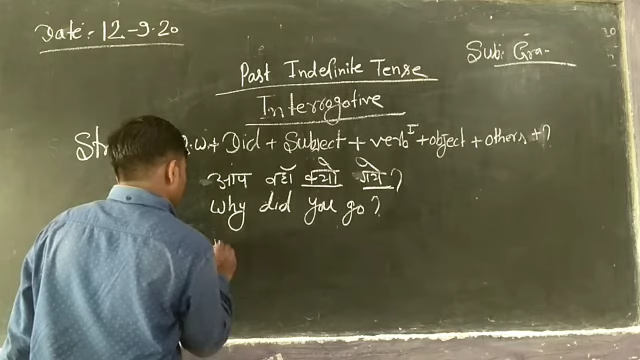 Date:- 12-9.20
Sub: Gra-
Past Indefinite Tense
Interrogative
Str .w+ Did + Subject + verb I + object + others + ?
आप वहाँ क्यों गये?
Why did you go?